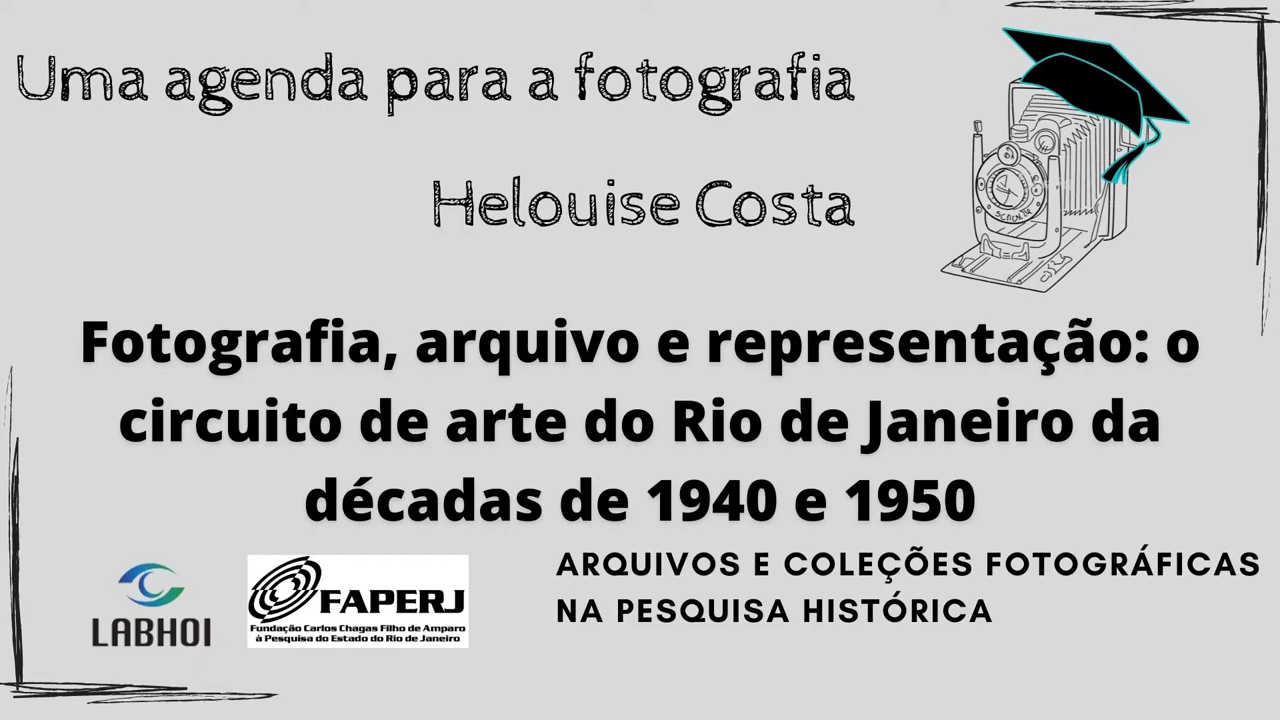 Uma agenda para a fotografia
Helouise Costa
Fotografia, arquivo e representação: o
circuito de arte do Rio de Janeiro da
décadas de 1940 e 1950
LABHOI
FAPERJ
Fundação Carlos Chagas Filho de Amparo
à Pesquisa do Estado do Rio de Janeiro
ARQUIVOS E COLEÇÕES FOTOGRÁFICAS
NA PESQUISA HISTÓRICA